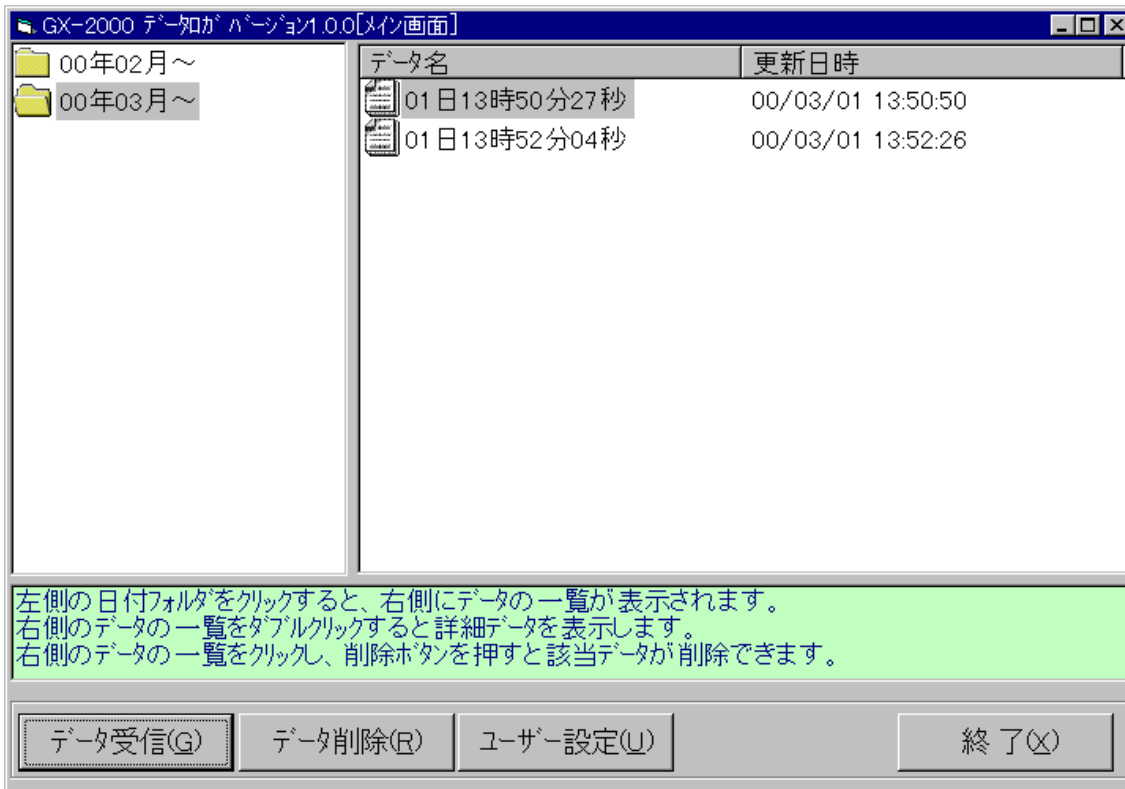 GX-2000 ﾃﾞｰﾀﾛｶﾞ ﾊﾞｰｼﾞｮﾝ1.0.0[ﾒｲﾝ画面]
00年02月～
00年03月～
ﾃﾞｰﾀ名 更新日時
01日13時50分27秒 00/03/01 13:50:50
01日13時52分04秒 00/03/01 13:52:26
左側の日付ﾌｫﾙﾀﾞをｸﾘｯｸすると、右側にﾃﾞｰﾀの一覧が表示されます。
右側のﾃﾞｰﾀの一覧をﾀﾞﾌﾞﾙｸﾘｯｸすると詳細ﾃﾞｰﾀを表示します。
右側のﾃﾞｰﾀの一覧をｸﾘｯｸし、削除ﾎﾞﾀﾝを押すと該当ﾃﾞｰﾀが削除できます。
ﾃﾞｰﾀ受信(G) ﾃﾞｰﾀ削除(R) ﾕｰｻﾞｰ設定(U) 終了(X)